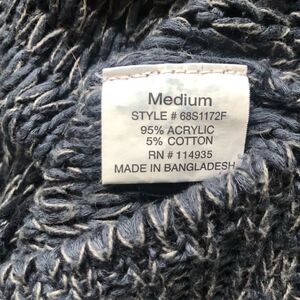 Medium
STYLE # 68S1172F
95% ACRYLIC
5% COTTON
RN # 114935
MADE IN BANGLADESH